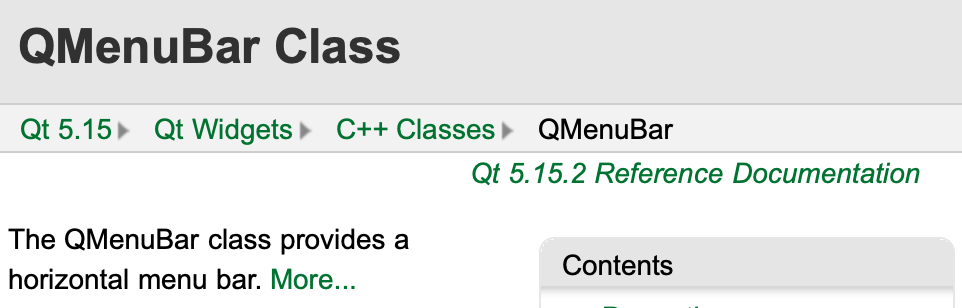 QMenuBar Class
Qt 5.15 Qt Widgets C++ Classes QMenuBar
Qt 5.15.2 Reference Documentation
The QMenuBar class provides a
horizontal menu bar. More...
Contents